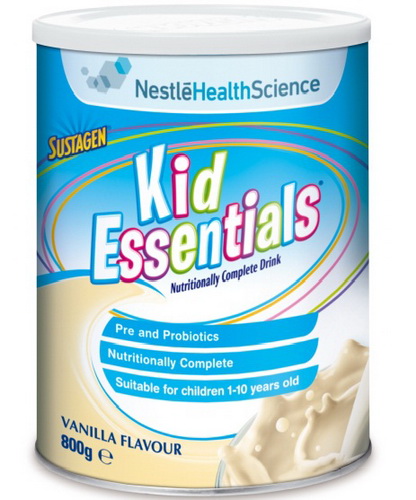 NestléHealthScience
SUSTAGEN
Kid
Essentials®
Nutritionally Complete Drink
Pre and Probiotics
Nutritionally Complete
Suitable for children 1-10 years old
VANILLA FLAVOUR
800g ℮